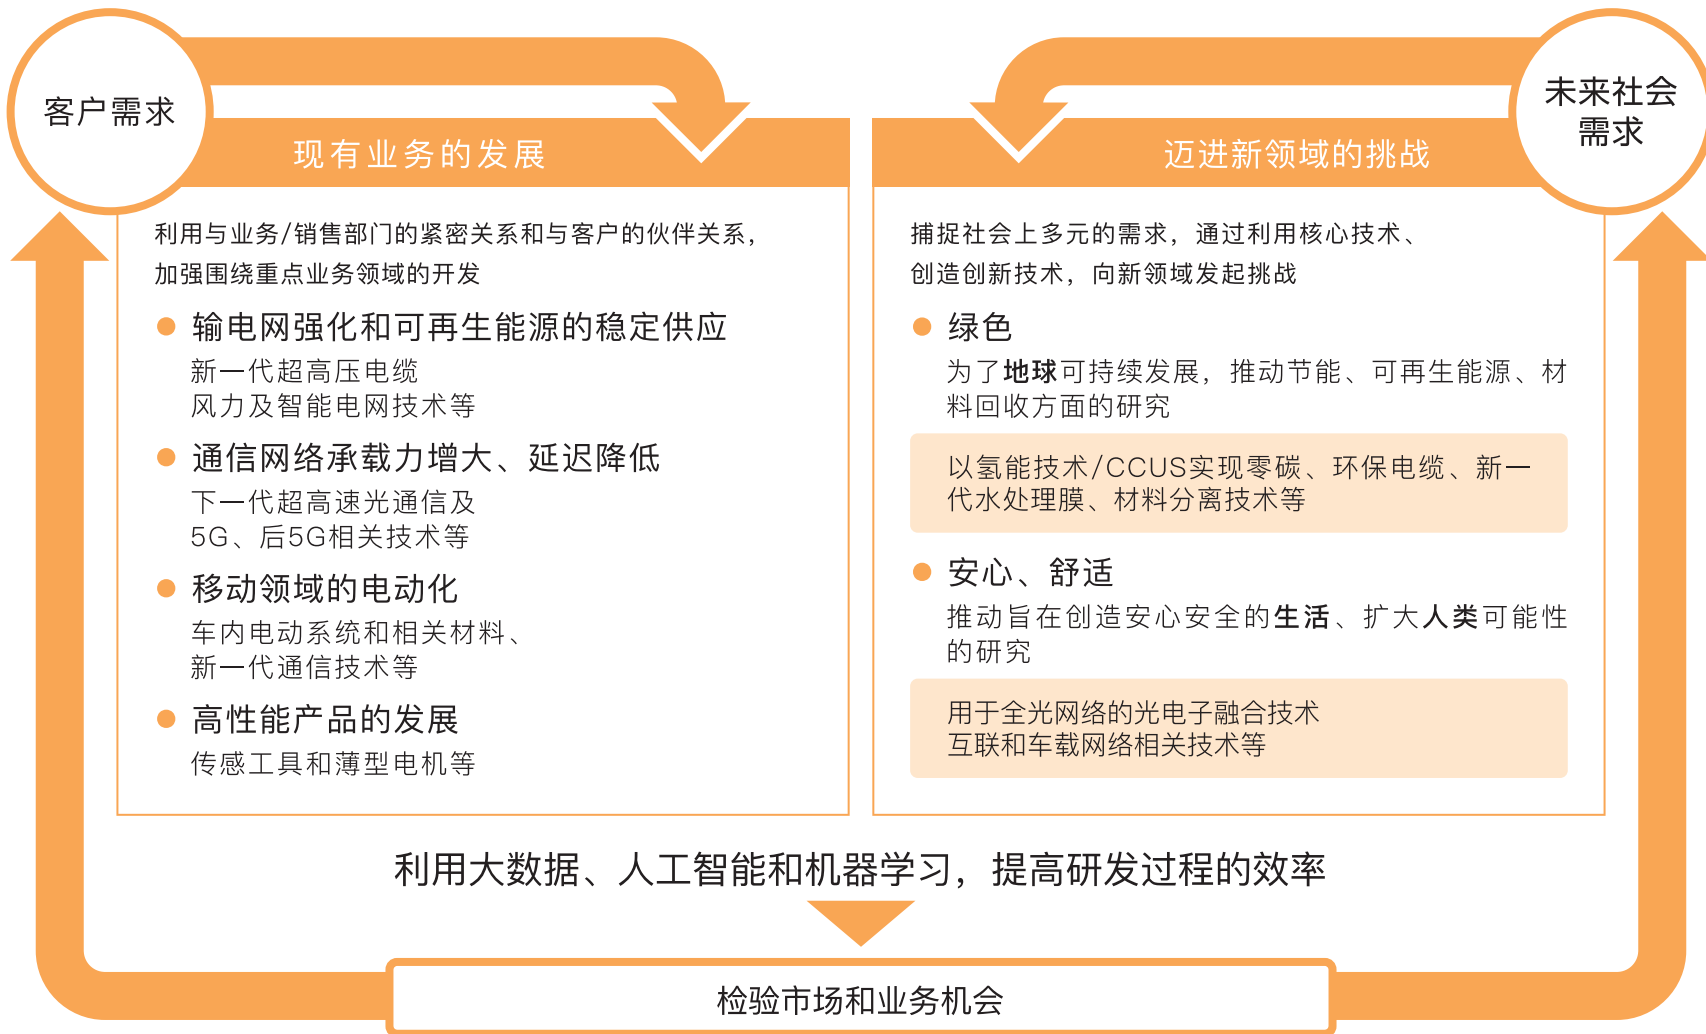 客户需求
现有业务的发展
利用与业务/销售部门的紧密关系和与客户的伙伴关系，
加强围绕重点业务领域的开发
输电网强化和可再生能源的稳定供应
新一代超高压电缆
风力及智能电网技术等
通信网络承载力增大、延迟降低
下一代超高速光通信及
5G、后5G相关技术等
移动领域的电动化
车内电动系统和相关材料、
新一代通信技术等
高性能产品的发展
传感工具和薄型电机等
未来社会
需求
迈进新领域的挑战
捕捉社会上多元的需求，通过利用核心技术、
创造创新技术，向新领域发起挑战
绿色
为了地球可持续发展，推动节能、可再生能源、材
料回收方面的研究
以氢能技术/CCUS实现零碳、环保电缆、新一
代水处理膜、材料分离技术等
安心、舒适
推动旨在创造安心安全的生活、扩大人类可能性
的研究
用于全光网络的光电子融合技术
互联和车载网络相关技术等
利用大数据、人工智能和机器学习，提高研发过程的效率
检验市场和业务机会